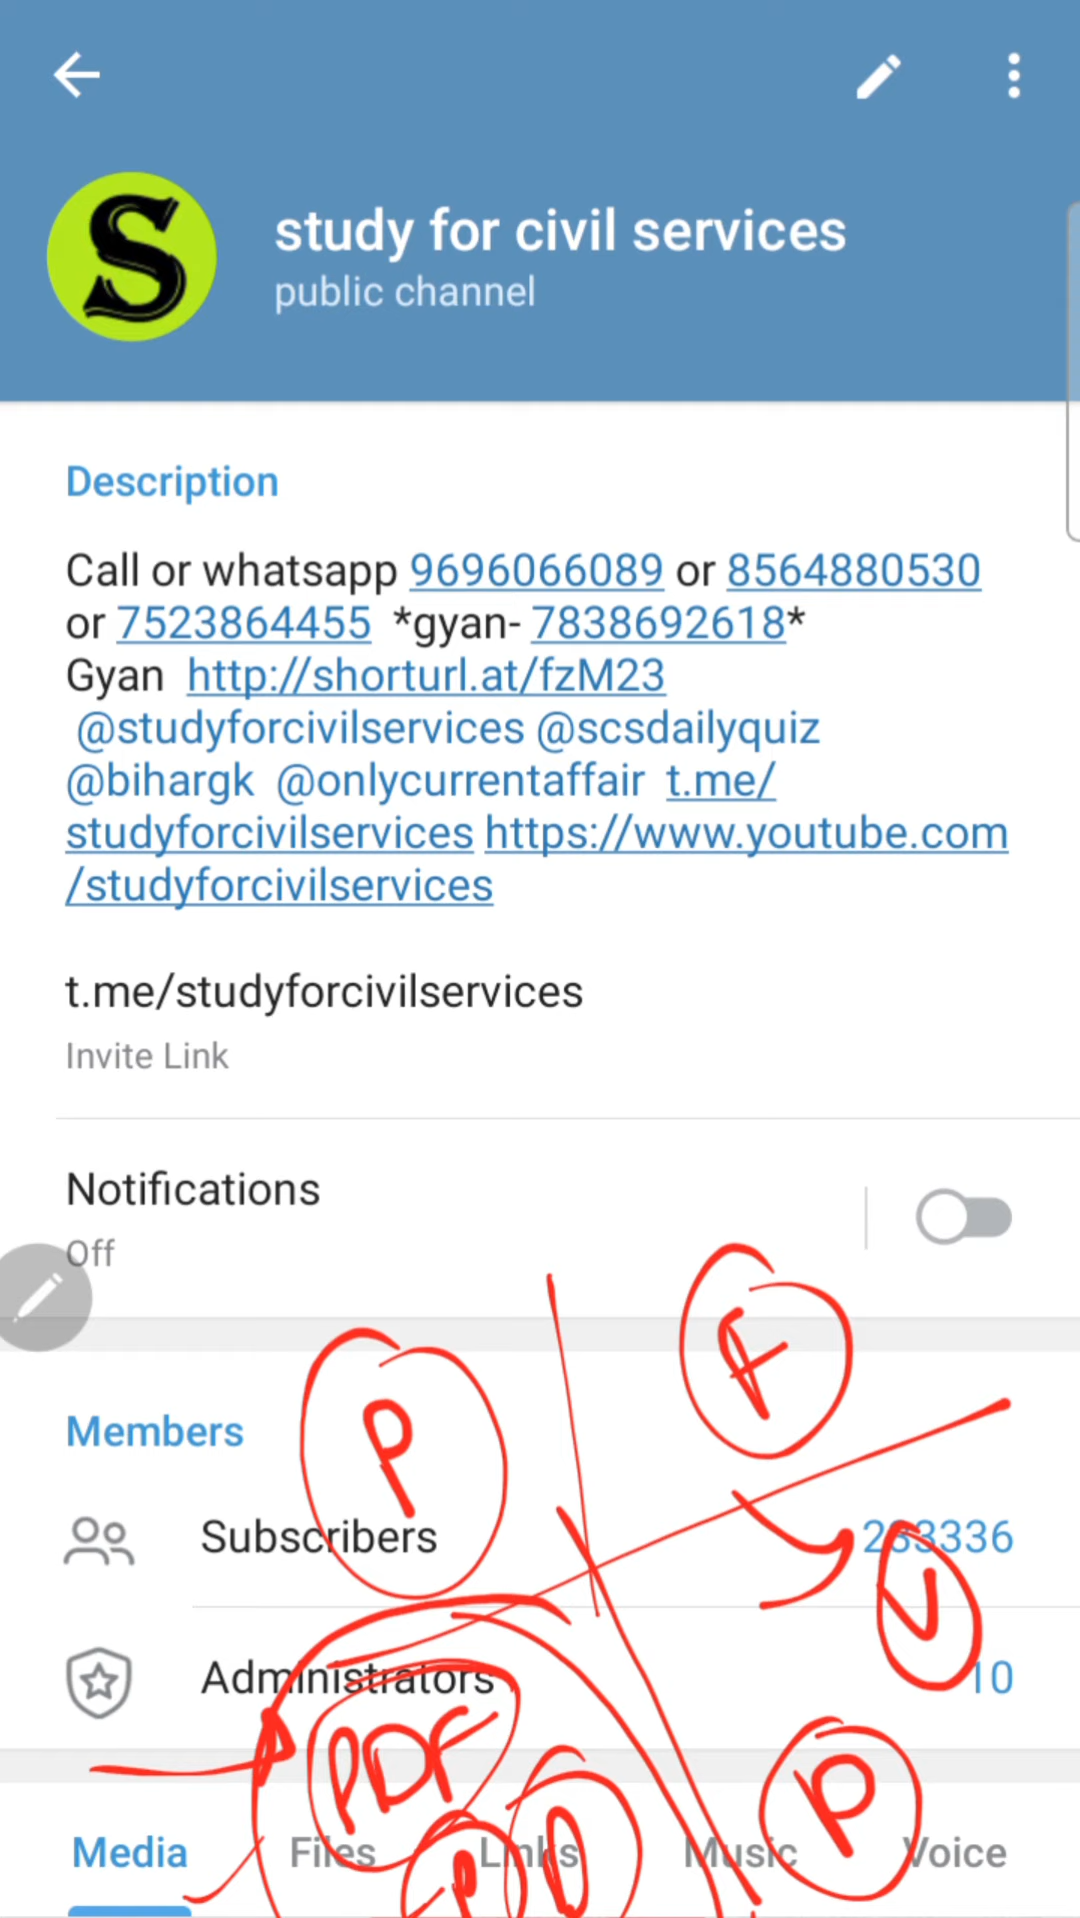 study for civil services
public channel
Description
Call or whatsapp 9696066089 or 8564880530
or 7523864455 *gyan- 7838692618*
Gyan http://shorturl.at/fzM23
@studyforcivilservices @scsdailyquiz
@bihargk @onlycurrentaffair t.me/
studyforcivilservices https://www.youtube.com
/studyforcivilservices
t.me/studyforcivilservices
Invite Link
Notifications
Off
F
P
Members
Subscribers 233336
V
Administrators 10
PDF
P
Media Files Links Music Voice
P
D